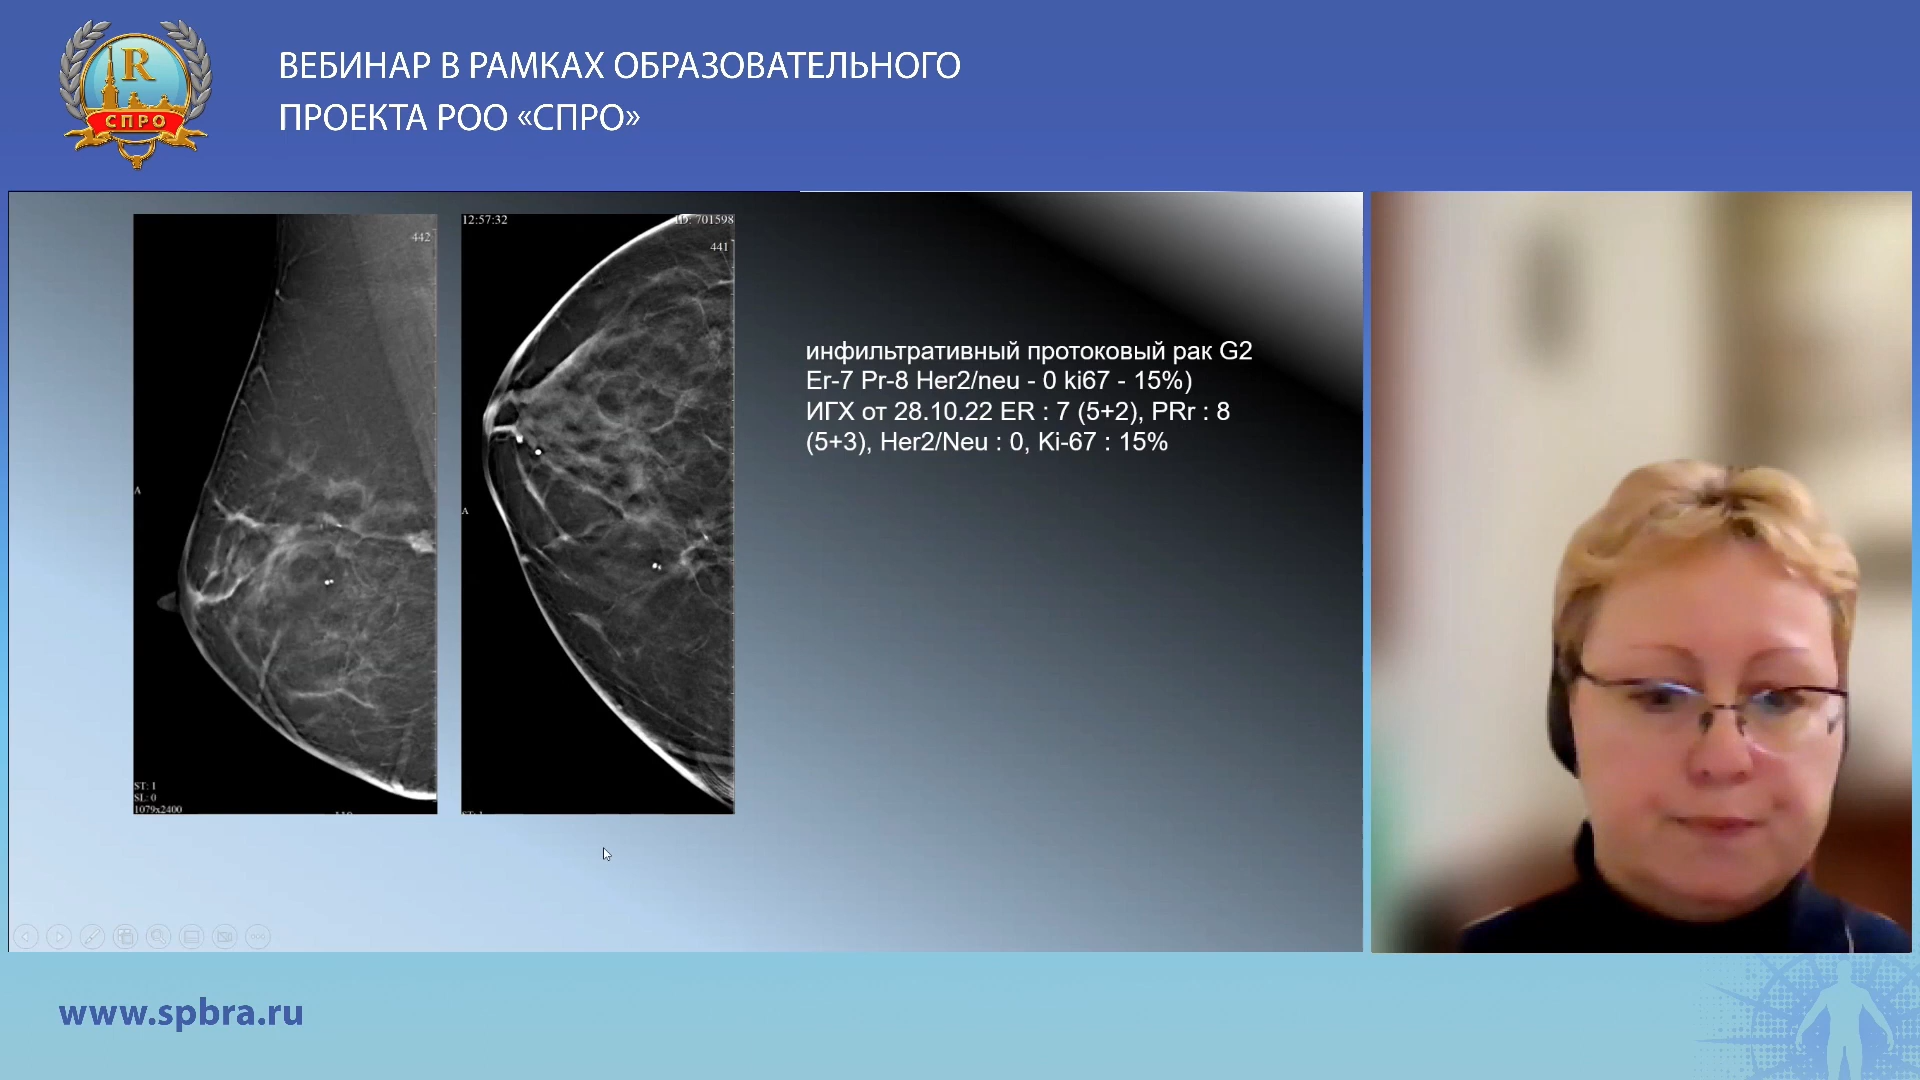 R
СПРО
ВЕБИНАР В РАМКАХ ОБРАЗОВАТЕЛЬНОГО
ПРОЕКТА РОО «СПРО»
442
A
ST: 1
SL: 0
1079x2400
12:57:32
ID: 701598
441
A
инфильтративный протоковый рак G2
Er-7 Pr-8 Her2/neu - 0 ki67 - 15%)
ИГХ от 28.10.22 ER : 7 (5+2), PRr : 8
(5+3), Her2/Neu : 0, Ki-67 : 15%
www.spbra.ru